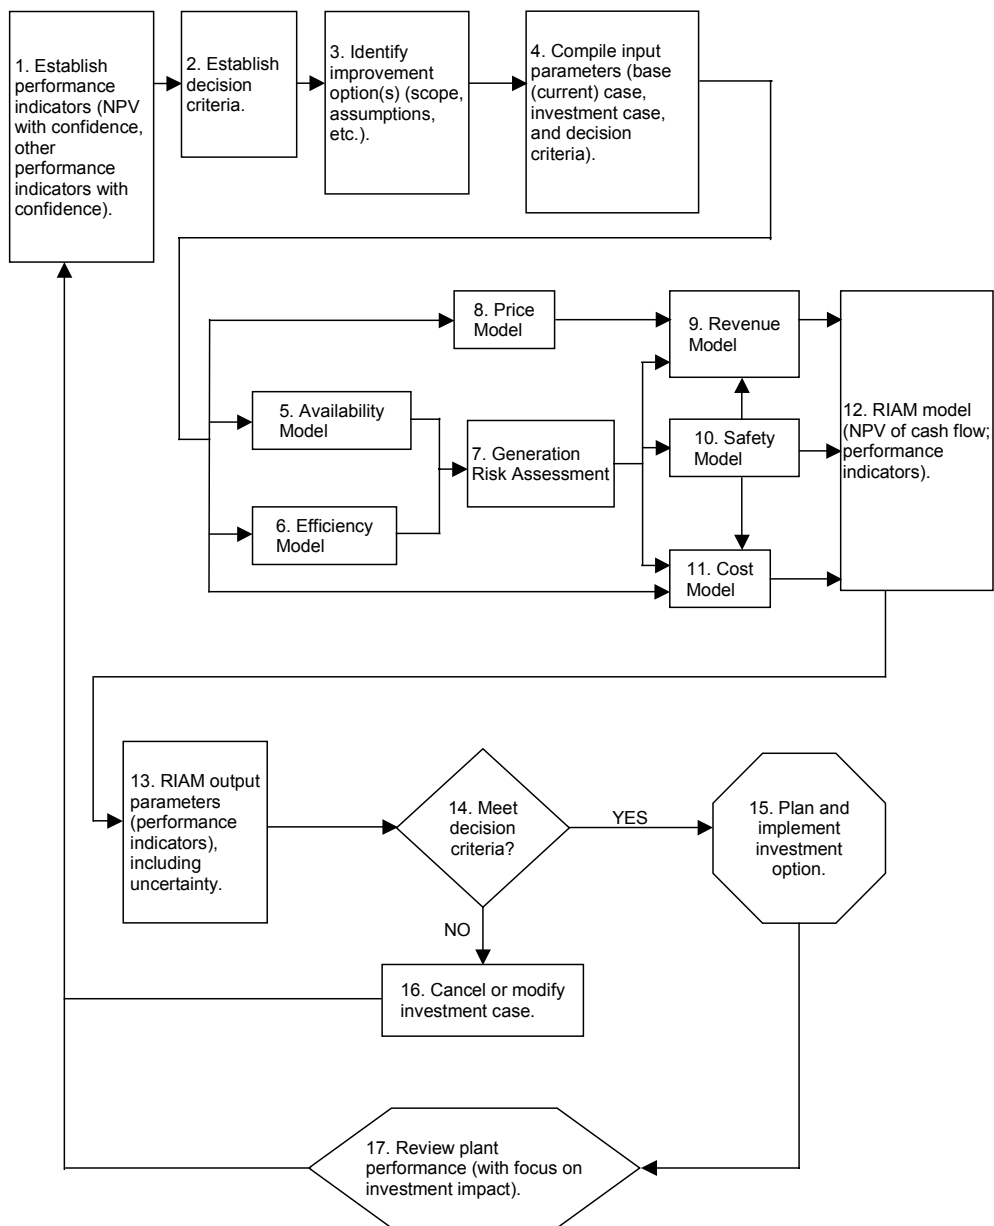 1. Establish
performance
indicators (NPV
with confidence,
other
performance
indicators with
confidence).
2. Establish
decision
criteria.
3. Identify
improvement
option(s) (scope,
assumptions,
etc.).
4. Compile input
parameters (base
(current) case,
investment case,
and decision
criteria).
5. Availability
Model
6. Efficiency
Model
7. Generation
Risk Assessment
8. Price
Model
9. Revenue
Model
10. Safety
Model
11. Cost
Model
12. RIAM model
(NPV of cash flow;
performance
indicators).
13. RIAM output
parameters
(performance
indicators),
including
uncertainty.
14. Meet
decision
criteria?
YES
15. Plan and
implement
investment
option.
NO
16. Cancel or modify
investment case.
17. Review plant
performance (with focus on
investment impact).